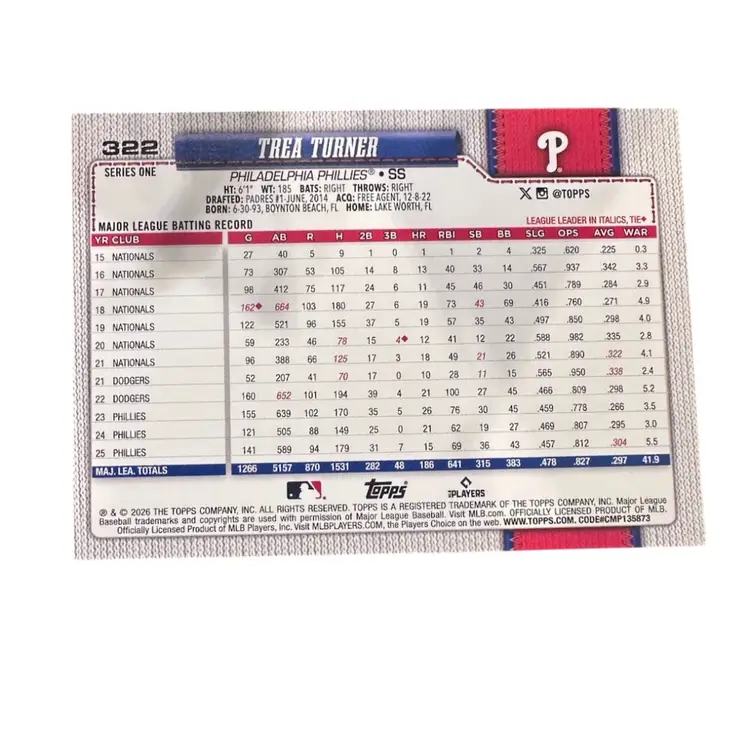 322
TREA TURNER
P
SERIES ONE
PHILADELPHIA PHILLIES® • SS
HT: 6'1" WT: 185 BATS: RIGHT THROWS: RIGHT
DRAFTED: PADRES #1-JUNE, 2014 ACQ: FREE AGENT, 12-8-22
BORN: 6-30-93, BOYNTON BEACH, FL HOME: LAKE WORTH, FL
X @TOPPS
MAJOR LEAGUE BATTING RECORD LEAGUE LEADER IN ITALICS, TIE◆
YR CLUB G AB R H 2B 3B HR RBI SB BB SLG OPS AVG WAR
15 NATIONALS 27 40 5 9 1 0 1 1 2 4 .325 .620 .225 0.3
16 NATIONALS 73 307 53 105 14 8 13 40 33 14 .567 .937 .342 3.3
17 NATIONALS 98 412 75 117 24 6 11 45 46 30 .451 .789 .284 2.9
18 NATIONALS 162◆ 664 103 180 27 6 19 73 43 69 .416 .760 .271 4.9
19 NATIONALS 122 521 96 155 37 5 19 57 35 43 .497 .850 .298 4.0
20 NATIONALS 59 233 46 78 15 4◆ 12 41 12 22 .588 .982 .335 2.8
21 NATIONALS 96 388 66 125 17 3 18 49 21 26 .521 .890 .322 4.1
21 DODGERS 52 207 41 70 17 0 10 28 11 15 .565 .950 .338 2.4
22 DODGERS 160 652 101 194 39 4 21 100 27 45 .466 .809 .298 5.2
23 PHILLIES 155 639 102 170 35 5 26 76 30 45 .459 .778 .266 3.5
24 PHILLIES 121 505 88 149 25 0 21 62 19 27 .469 .807 .295 3.0
25 PHILLIES 141 589 94 179 31 7 15 69 36 43 .457 .812 .304 5.5
MAJ. LEA. TOTALS 1266 5157 870 1531 282 48 186 641 315 383 .478 .827 .297 41.9
Topps PLAYERS
® & © 2026 THE TOPPS COMPANY, INC. ALL RIGHTS RESERVED. TOPPS IS A REGISTERED TRADEMARK OF THE TOPPS COMPANY, INC. Major League
Baseball trademarks and copyrights are used with permission of Major League Baseball. Visit MLB.com. OFFICIALLY LICENSED PRODUCT OF MLB.
Officially Licensed Product of MLB Players, Inc. Visit MLBPLAYERS.COM, the Players Choice on the web. WWW.TOPPS.COM. CODE#CMP135873